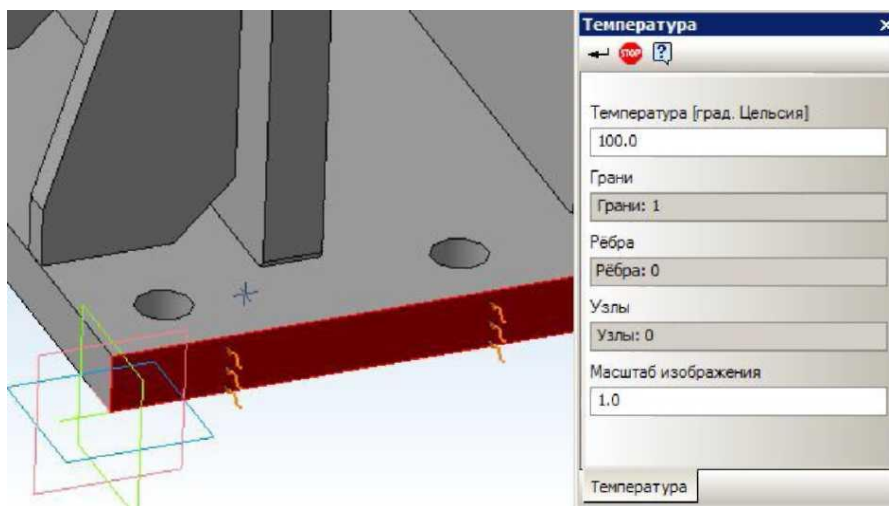 Температура
STOP
?
Температура [град. Цельсия]
100.0
Грани
Грани: 1
Рёбра
Рёбра: 0
Узлы
Узлы: 0
Масштаб изображения
1.0
Температура